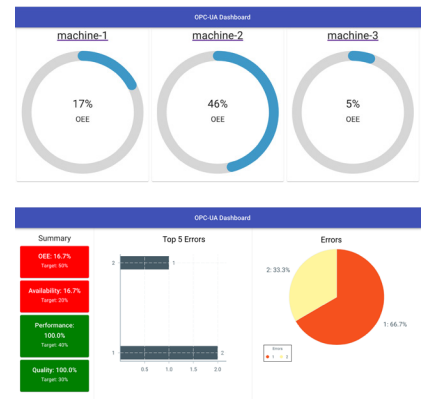 OPC-UA Dashboard
machine-1
machine-2
machine-3
17%
OEE
46%
OEE
5%
OEE
OPC-UA Dashboard
Summary
OEE: 16.7%
Target: 50%
Availability: 16.7%
Target: 20%
Performance:
100.0%
Target: 40%
Quality: 100.0%
Target: 30%
Top 5 Errors
2
1
1
2
0.5 1.0 1.5 2.0
Errors
2: 33.3%
1: 66.7%
Errors
1 2